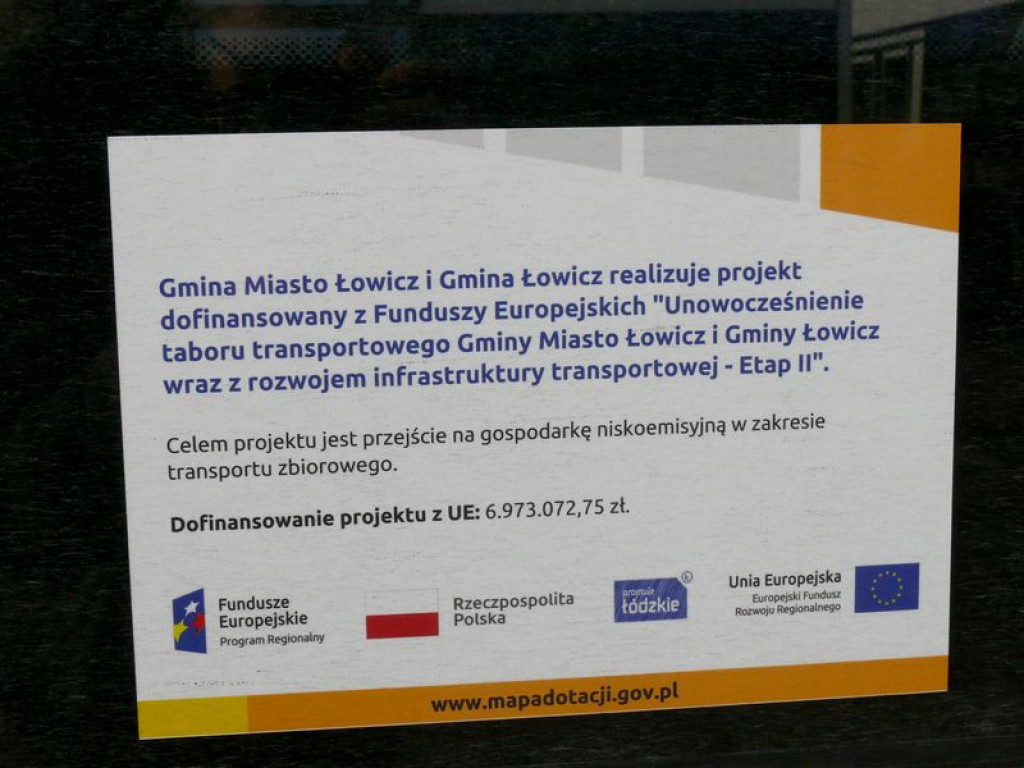 Gmina Miasto Łowicz i Gmina Łowicz realizuje projekt
dofinansowany z Funduszy Europejskich "Unowocześnienie
taboru transportowego Gminy Miasto Łowicz i Gminy Łowicz
wraz z rozwojem infrastruktury transportowej - Etap II".
Celem projektu jest przejście na gospodarkę niskoemisyjną w zakresie
transportu zbiorowego.
Dofinansowanie projektu z UE: 6.973.072,75 zł.
Fundusze
Europejskie
Program Regionalny
Rzeczpospolita
Polska
promuje
łódzkie
Unia Europejska
Europejski Fundusz
Rozwoju Regionalnego
www.mapadotacji.gov.pl